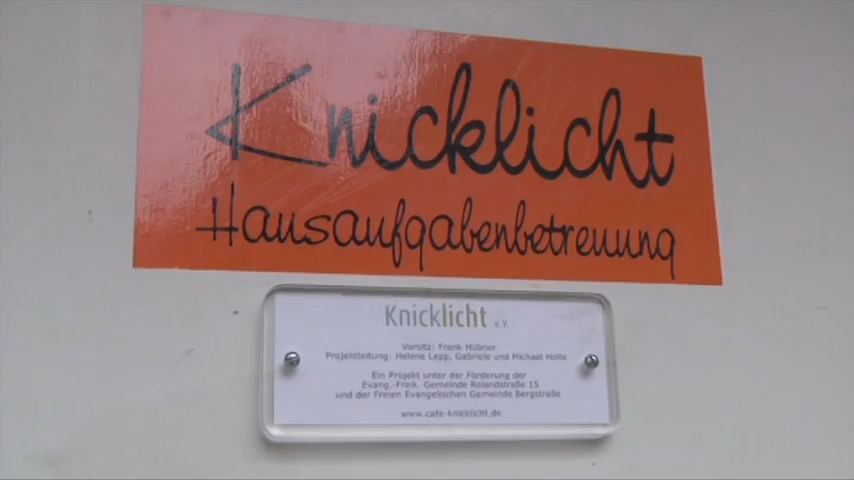 Knicklicht
Hausaufgabenbetreuung
Knicklicht e.V.
Vorsitz: Frank Hübner
Projektleitung: Helene Lepp, Gabriele und Michael Holte
Ein Projekt unter der Förderung der
Evang.-Freik. Gemeinde Rolandstraße 15
und der Freien Evangelischen Gemeinde Bergstraße
www.cafe-knicklicht.de